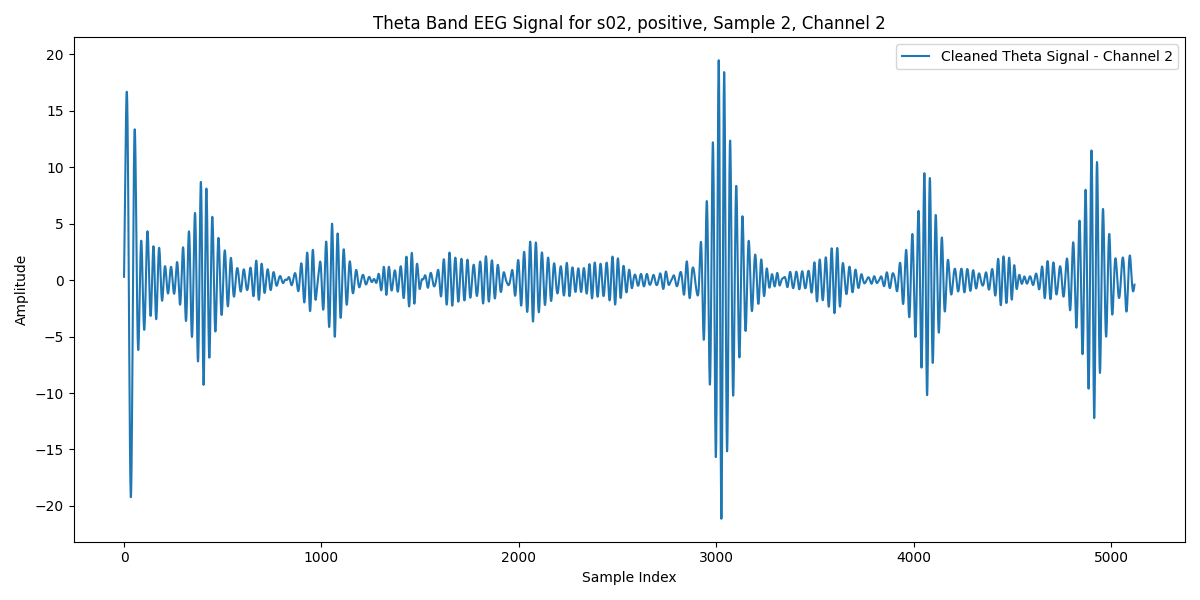 Theta Band EEG Signal for s02, positive, Sample 2, Channel 2
Cleaned Theta Signal - Channel 2
Amplitude
20
15
10
5
0
−5
−10
−15
−20
0 1000 2000 3000 4000 5000
Sample Index